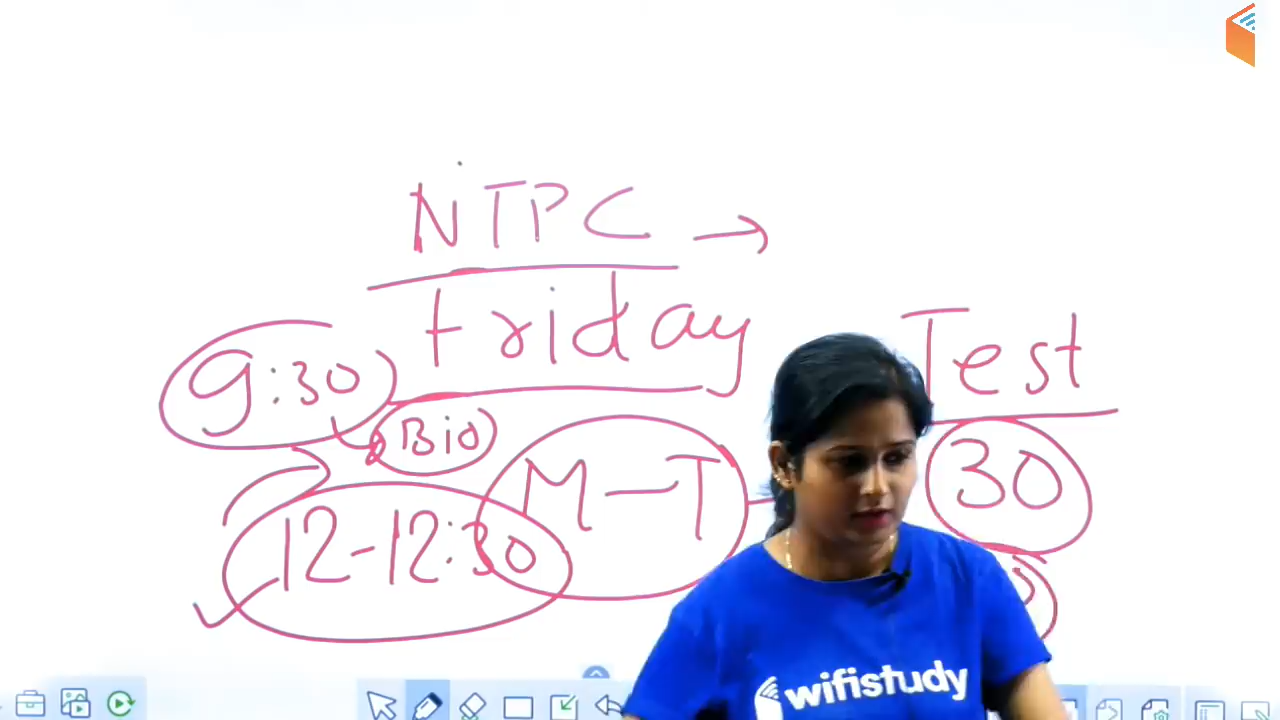 NTPC →
Friday
Test
9:30
Bio
30
M-T
12-12:30
wifistudy